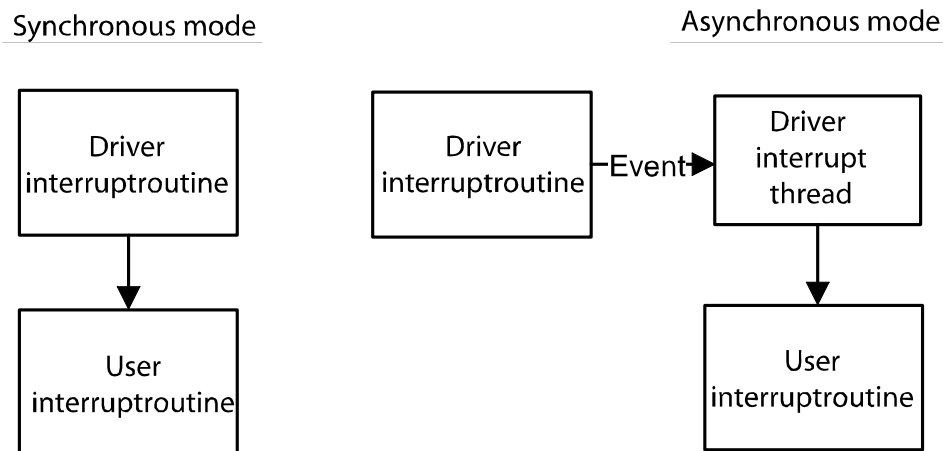 Synchronous mode
Asynchronous mode
Driver
interruptroutine
Driver
interruptroutine
Event
Driver
interrupt
thread
User
interruptroutine
User
interruptroutine